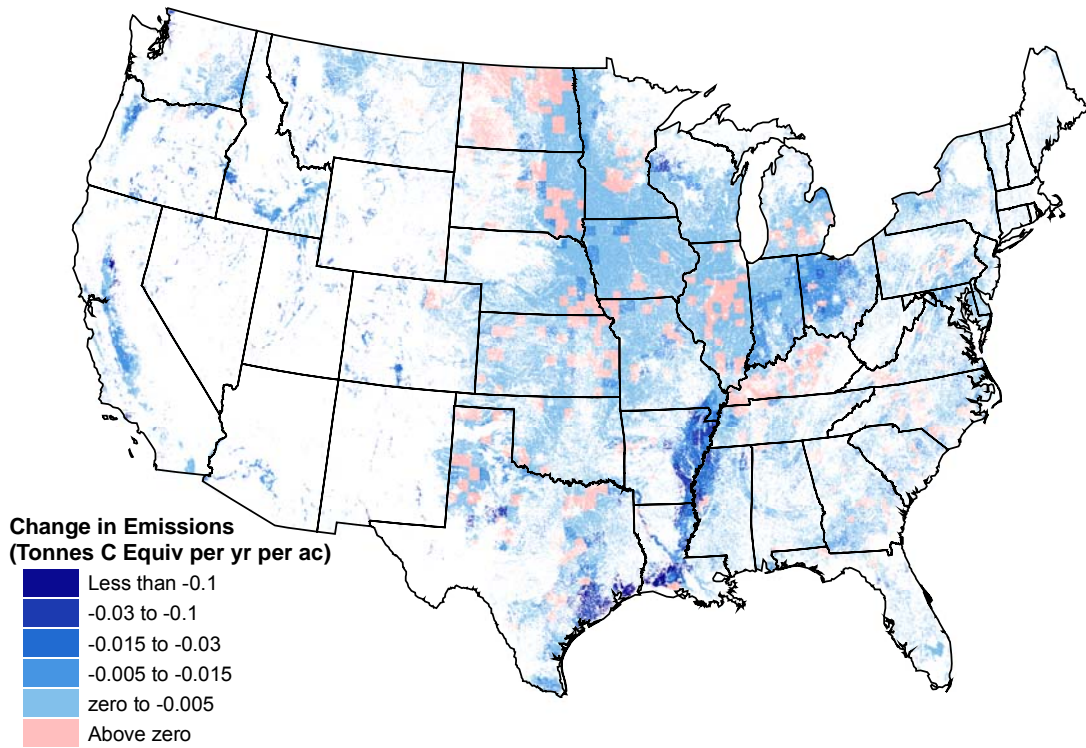 Change in Emissions
(Tonnes C Equiv per yr per ac)
Less than -0.1
-0.03 to -0.1
-0.015 to -0.03
-0.005 to -0.015
zero to -0.005
Above zero